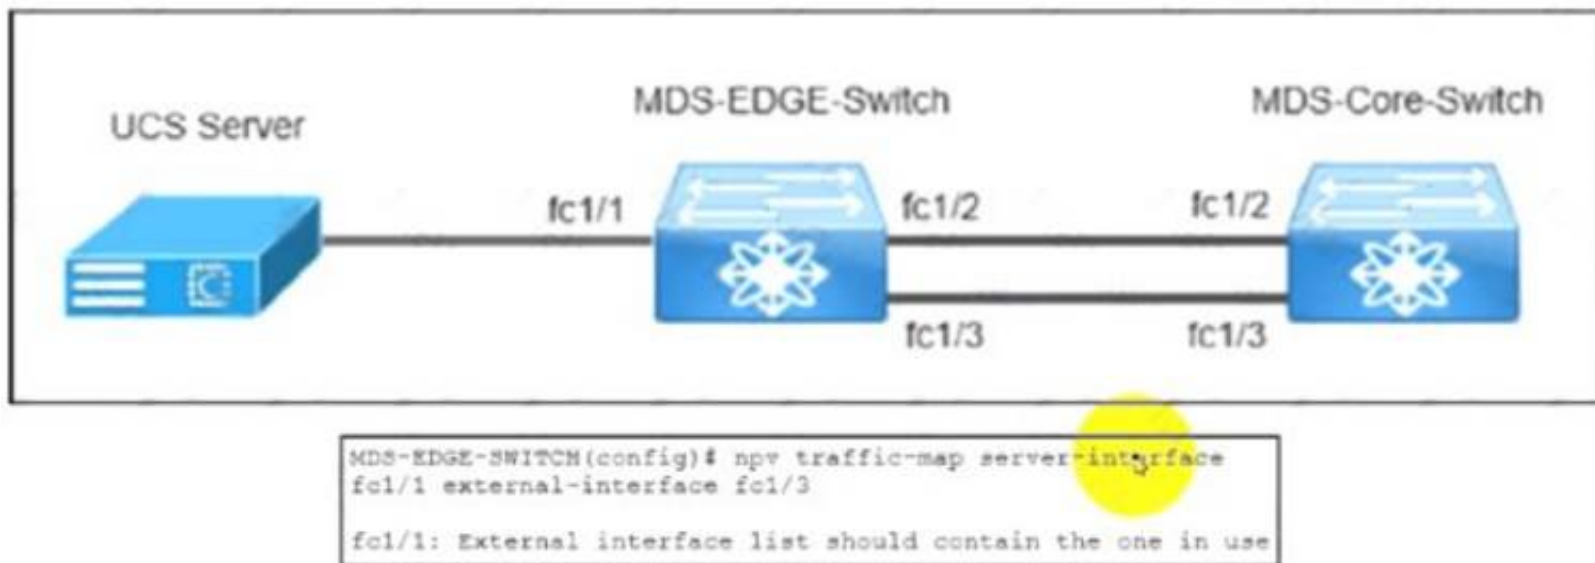 MDS-EDGE-Switch
MDS-Core-Switch
UCS Server
fc1/1
fc1/2
fc1/2
fc1/3
fc1/3
MDS-EDGE-SWITCH(config)# npv traffic-map server-interface
fc1/1 external-interface fc1/3
fc1/1: External interface list should contain the one in use